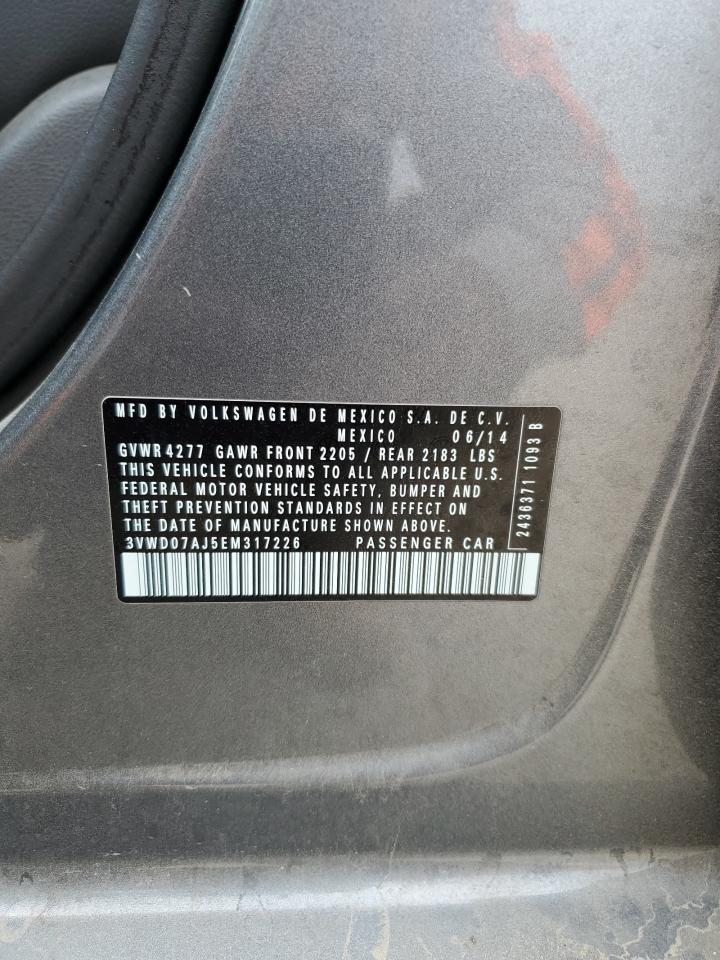 MFD BY VOLKSWAGEN DE MEXICO S.A. DE C.V.
MEXICO 06/14
GVWR 4277 GAWR FRONT 2205 / REAR 2183 LBS
THIS VEHICLE CONFORMS TO ALL APPLICABLE U.S.
FEDERAL MOTOR VEHICLE SAFETY, BUMPER AND
THEFT PREVENTION STANDARDS IN EFFECT ON
THE DATE OF MANUFACTURE SHOWN ABOVE.
3VWD07AJ5EM317226 PASSENGER CAR
2436371 1093 B